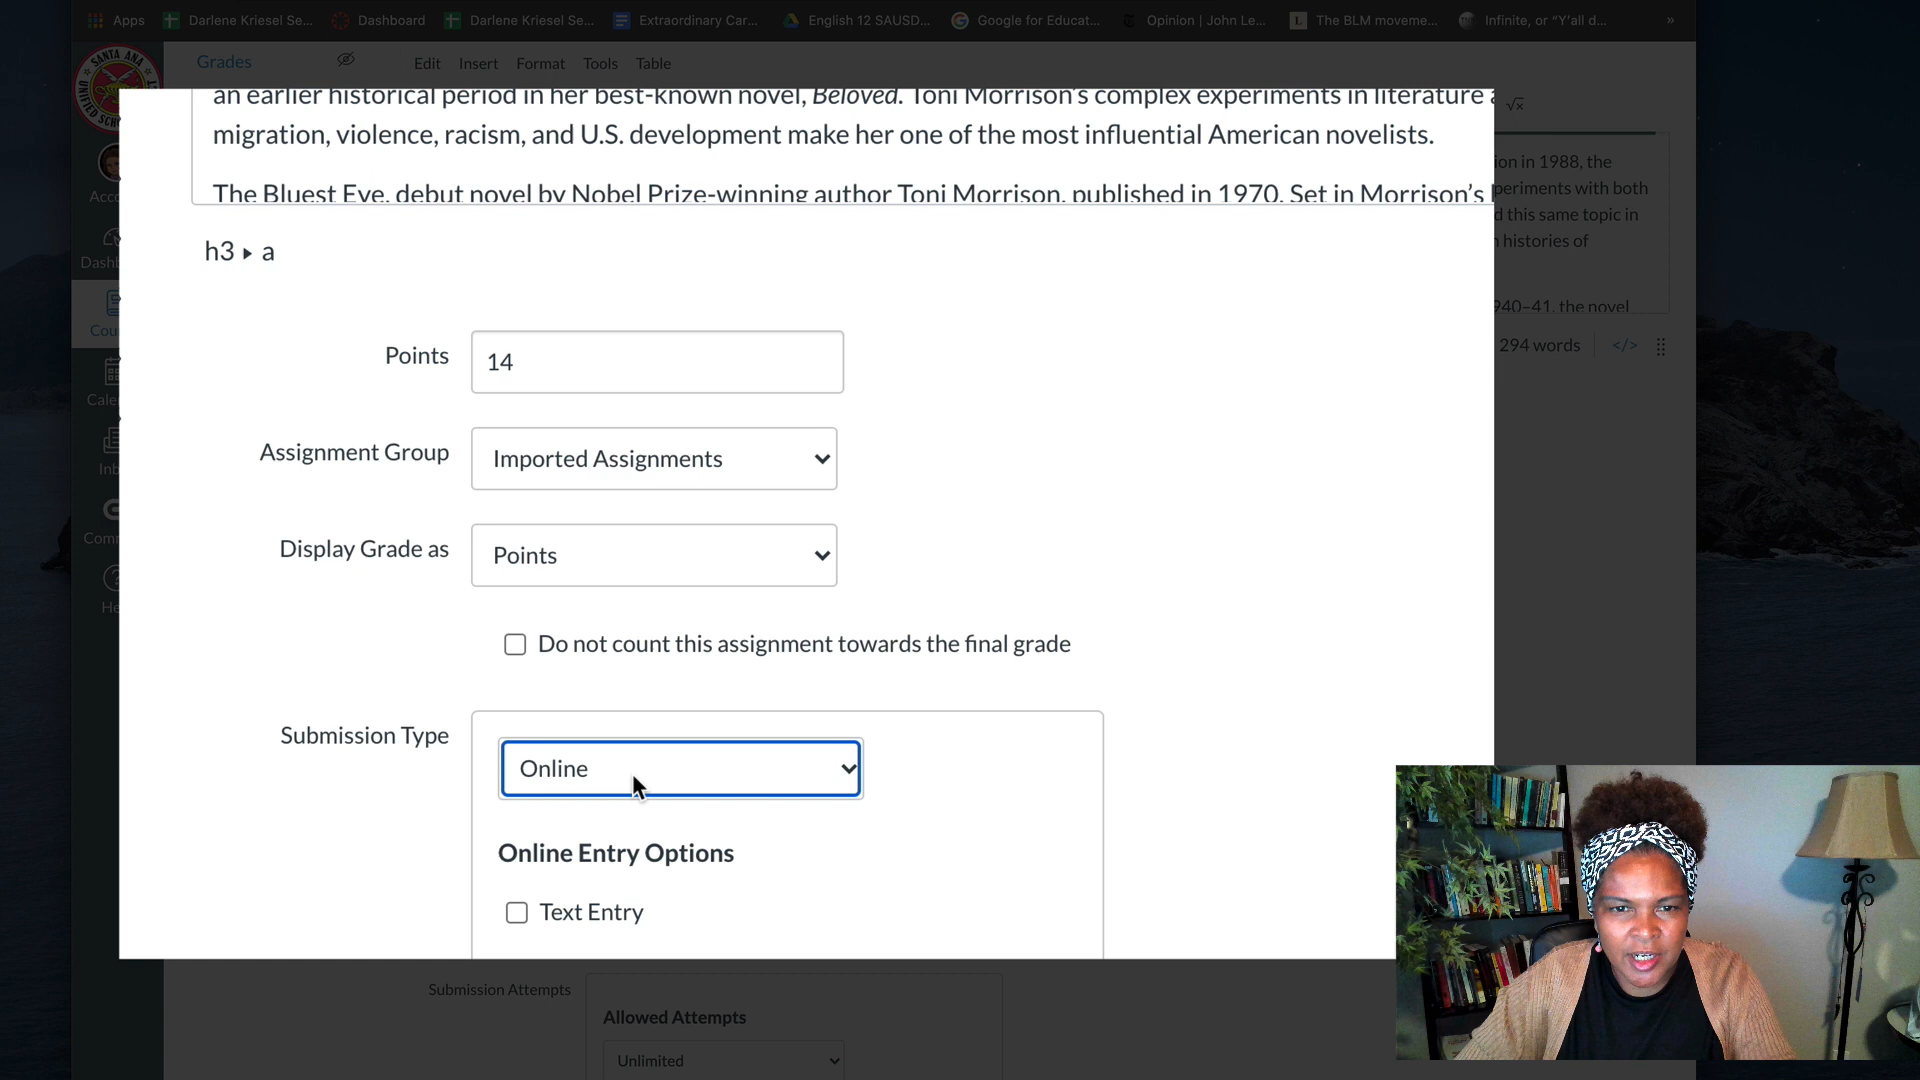 Apps
Darlene Kriesel Se...
Dashboard
Darlene Kriesel Se...
Extraordinary Car...
English 12 SAUSD...
Google for Educat...
Opinion | John Le...
The BLM moveme...
Infinite, or "Y'all d...
»
SANTA ANA
Grades
Edit
Insert
Format
Tools
Table
an earlier historical period in her best-known novel, Beloved. Toni Morrison's complex experiments in literature
migration, violence, racism, and U.S. development make her one of the most influential American novelists.
The Bluest Eye, debut novel by Nobel Prize-winning author Toni Morrison, published in 1970. Set in Morrison's
ion in 1988, the
periments with both
d this same topic in
histories of
940–41, the novel
294 words
</>
h3 ▸ a
Points
14
Assignment Group
Imported Assignments
Display Grade as
Points
Do not count this assignment towards the final grade
Submission Type
Online
Online Entry Options
Text Entry
Submission Attempts
Allowed Attempts
Unlimited
Acco
Dashb
Cou
Cale
Inb
Comm
He